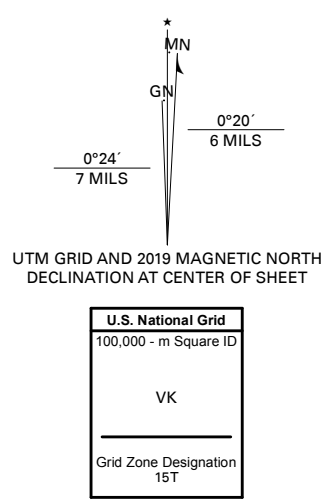 MN
GN
0°20´
6 MILS
0°24´
7 MILS
UTM GRID AND 2019 MAGNETIC NORTH
DECLINATION AT CENTER OF SHEET
U.S. National Grid
100,000 - m Square ID
VK
Grid Zone Designation
15T